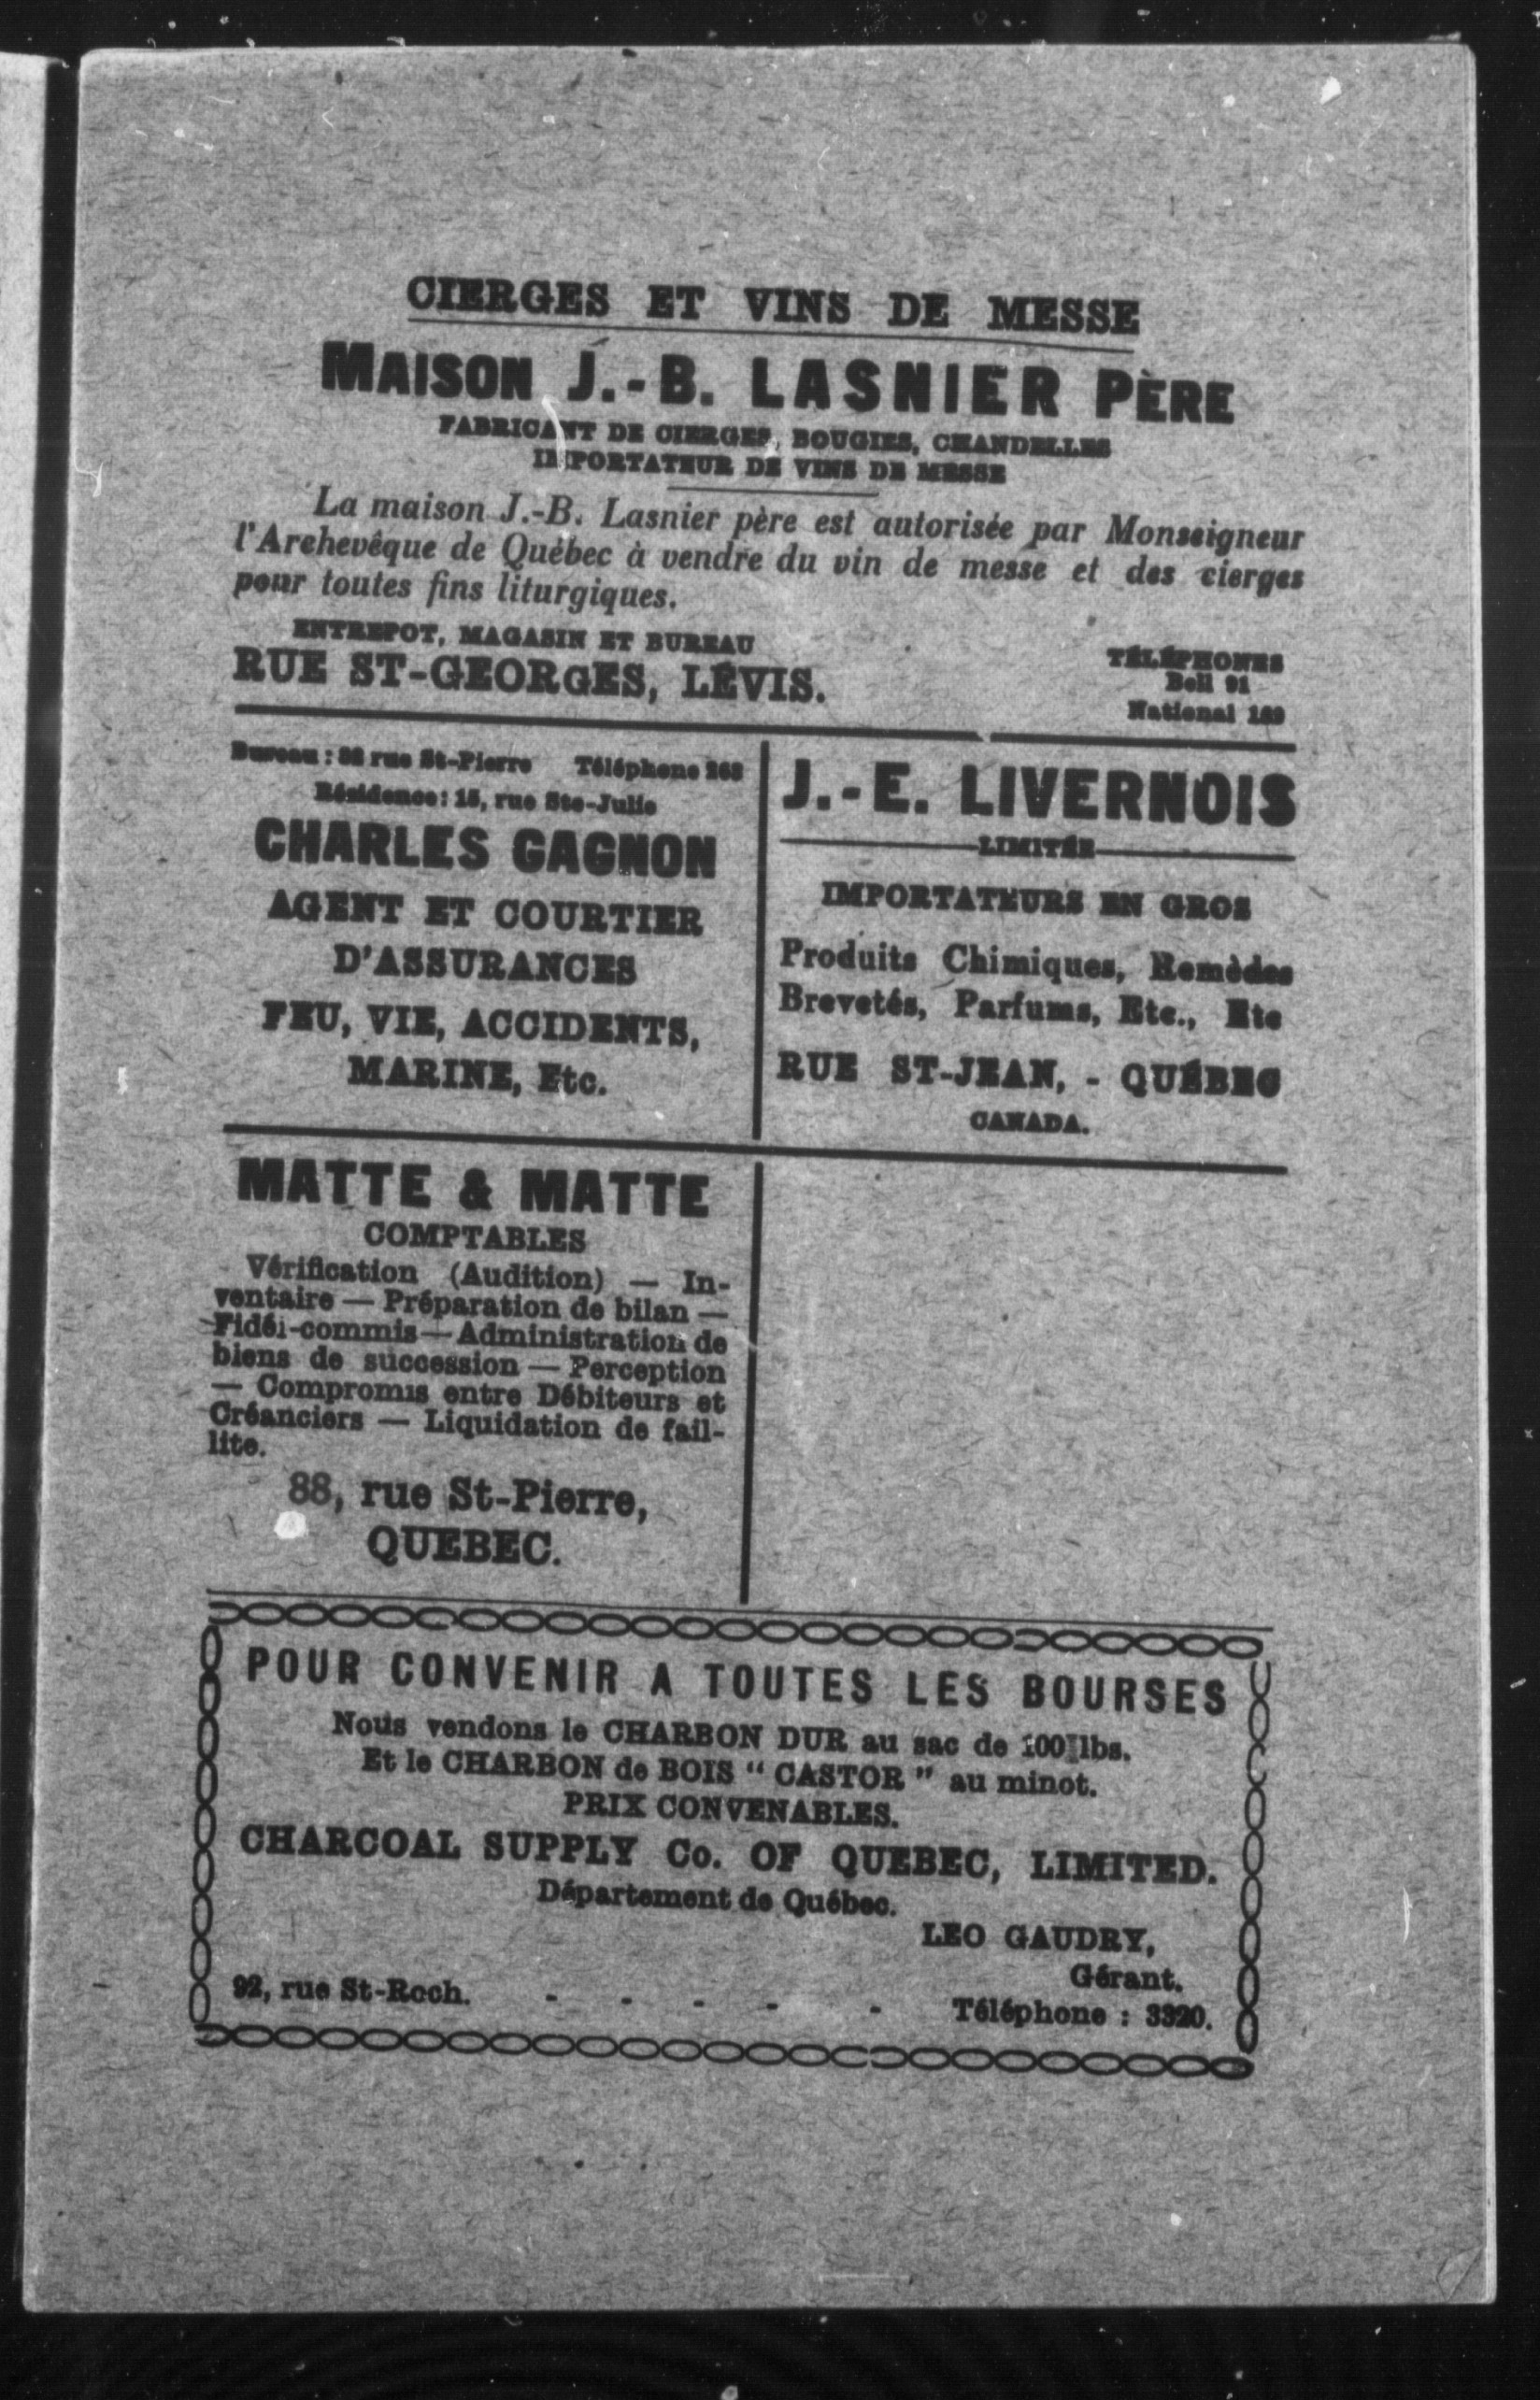 CIERGES ET VINS DE MESSE
MAISON J.-B. LASNIER PÈRE
FABRICANT DE CIERGES, BOUGIES, CHANDELLES
IMPORTATEUR DE VINS DE MESSE
La maison J.-B. Lasnier père est autorisée par Monseigneur
l'Archevêque de Québec à vendre du vin de messe et des cierges
pour toutes fins liturgiques.
ENTREPOT, MAGASIN ET BUREAU
RUE ST-GEORGES, LÉVIS.
TÉLÉPHONES
Bell 91
National 169
Bureau : rue St-Pierre Téléphone 268
Résidence : 15, rue Ste-Julie
CHARLES GAGNON
AGENT ET COURTIER
D'ASSURANCES
FEU, VIE, ACCIDENTS,
MARINE, Etc.
J.-E. LIVERNOIS
LIMITÉE
IMPORTATEURS EN GROS
Produits Chimiques, Remèdes
Brevetés, Parfums, Etc., Etc
RUE ST-JEAN, - QUÉBEC
CANADA.
MATTE & MATTE
COMPTABLES
Vérification (Audition) — In-
ventaire — Préparation de bilan —
Fidéi-commis — Administration de
biens de succession — Perception
— Compromis entre Débiteurs et
Créanciers — Liquidation de fail-
lite.
88, rue St-Pierre,
QUEBEC.
POUR CONVENIR A TOUTES LES BOURSES
Nous vendons le CHARBON DUR au sac de 100 lbs.
Et le CHARBON de BOIS " CASTOR " au minot.
PRIX CONVENABLES.
CHARCOAL SUPPLY Co. OF QUEBEC, LIMITED.
Département de Québec.
LEO GAUDRY,
Gérant.
92, rue St-Roch. - - - - - Téléphone : 3320.